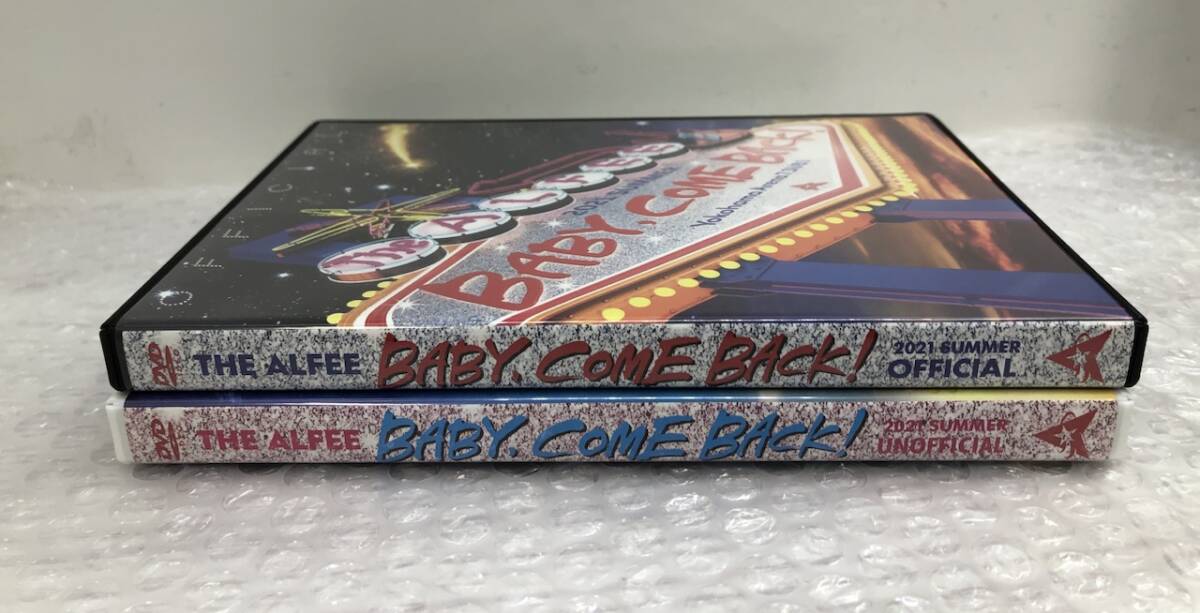 THE ALFEE
2021 SUMMER
BABY, COME BACK!
Yokohama Arena
DVD
THE ALFEE
BABY. COME BACK!
2021 SUMMER
OFFICIAL
DVD
THE ALFEE
BABY. COME BACK!
2021 SUMMER
UNOFFICIAL